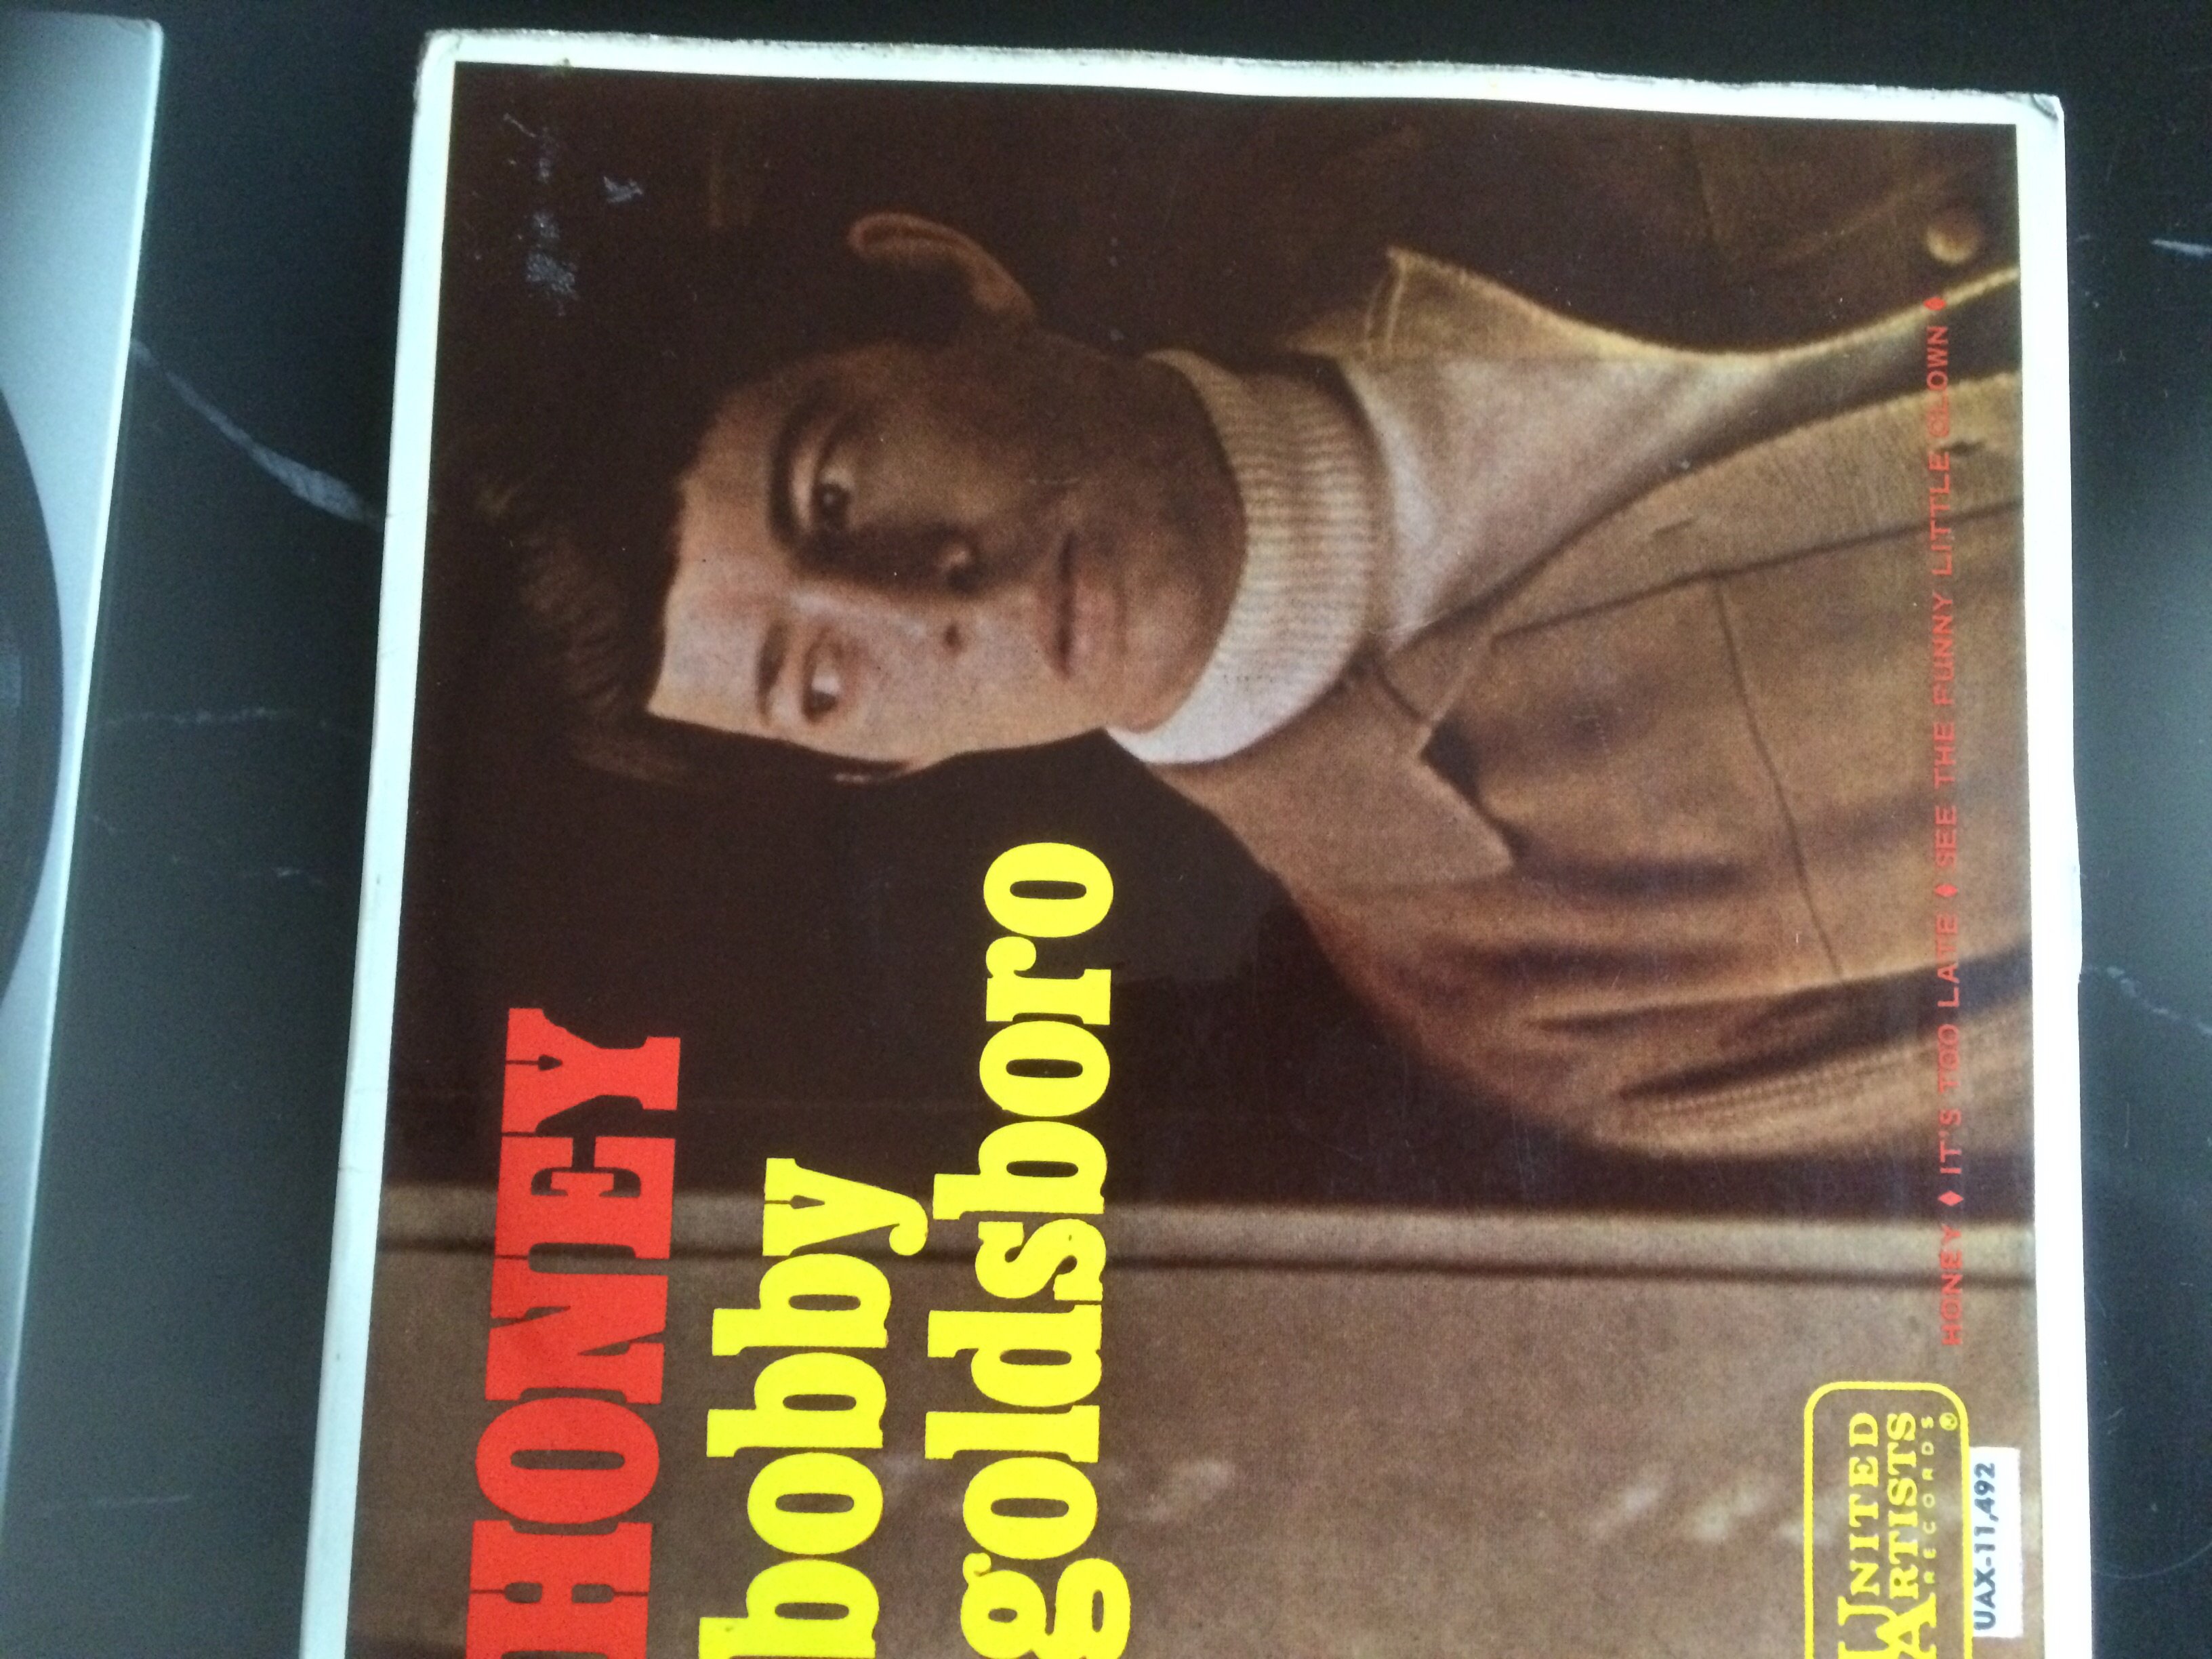 HONEY
bobby
goldsboro
HONEY ♦ IT'S TOO LATE ♦ SEE THE FUNNY LITTLE CLOWN ♦
UNITED
ARTISTS
RECORDS
®
UAX-11,492